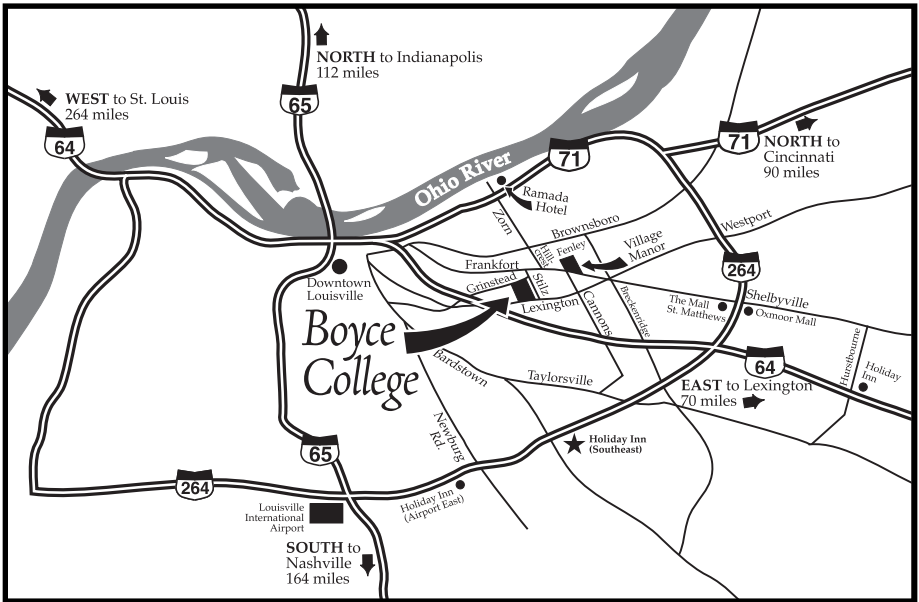 NORTH to Indianapolis
112 miles
65
WEST to St. Louis
264 miles
64
71
71
NORTH to
Cincinnati
90 miles
Ohio River
Ramada
Hotel
Zorn
Brownsboro
Westport
Hill-
crest
Fenley
Village
Manor
264
Frankfort
Downtown
Louisville
Grinstead
Stilz
Lexington
Cannons
Breckenridge
The Mall
St. Matthews
Shelbyville
Oxmoor Mall
Boyce
College
Bardstown
Taylorsville
64
Hurstbourne
Holiday
Inn
EAST to Lexington
70 miles
Newburg
Rd.
Holiday Inn
(Southeast)
65
264
Holiday Inn
(Airport East)
Louisville
International
Airport
SOUTH to
Nashville
164 miles